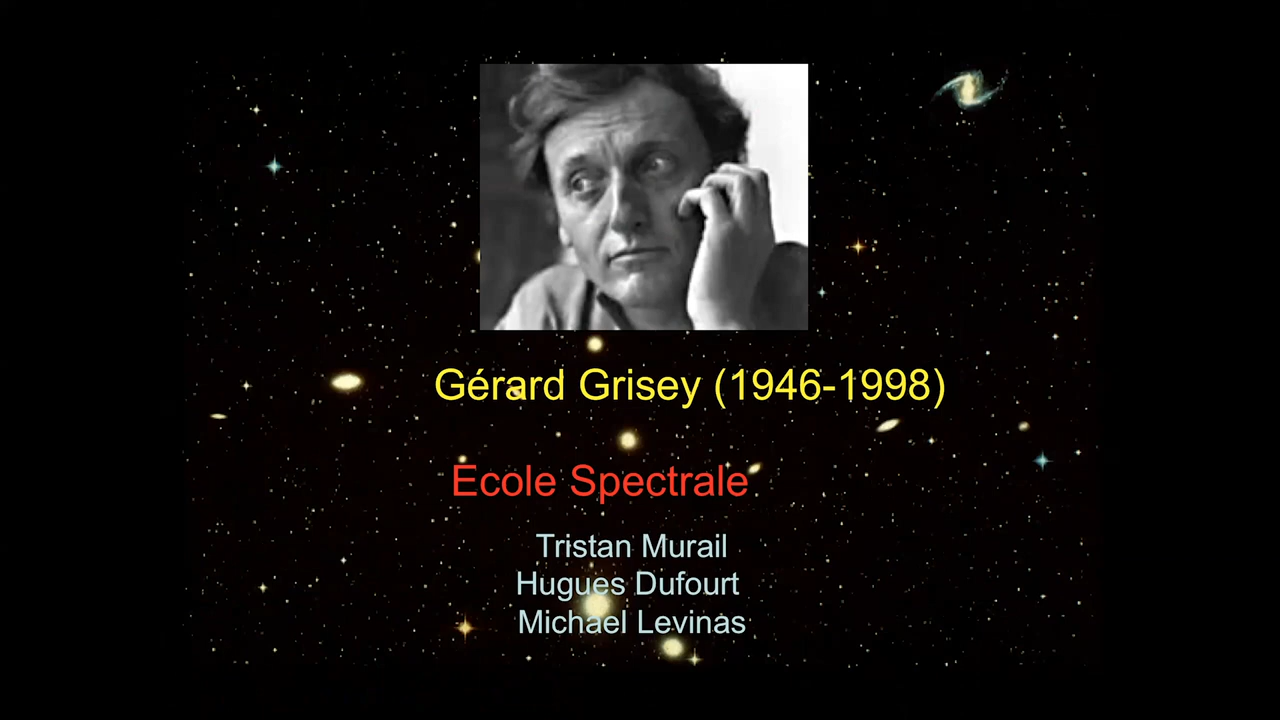 Gérard Grisey (1946-1998)
Ecole Spectrale
Tristan Murail
Hugues Dufourt
Michael Levinas